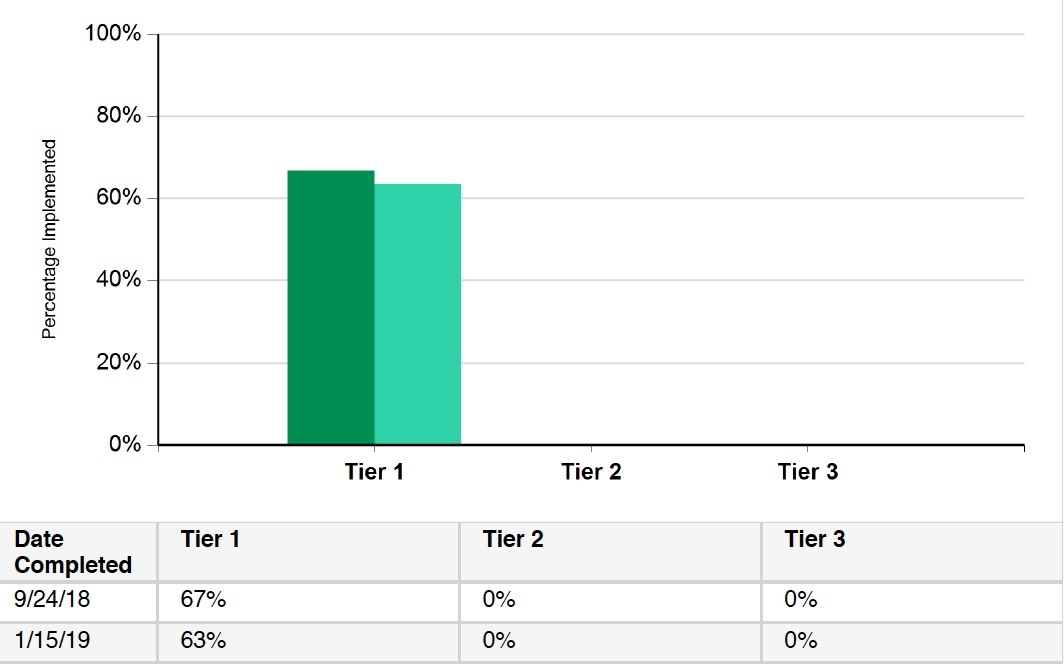 100%
80%
60%
40%
20%
0%
Percentage Implemented
Tier 1 Tier 2 Tier 3
Date Completed Tier 1 Tier 2 Tier 3
9/24/18 67% 0% 0%
1/15/19 63% 0% 0%